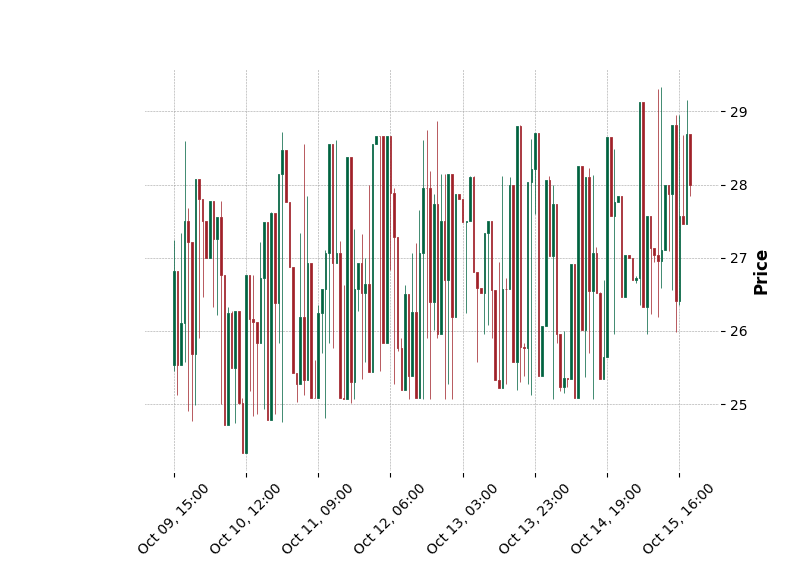 29
28
27
26
25
Price
Oct 09, 15:00
Oct 10, 12:00
Oct 11, 09:00
Oct 12, 06:00
Oct 13, 03:00
Oct 13, 23:00
Oct 14, 19:00
Oct 15, 16:00